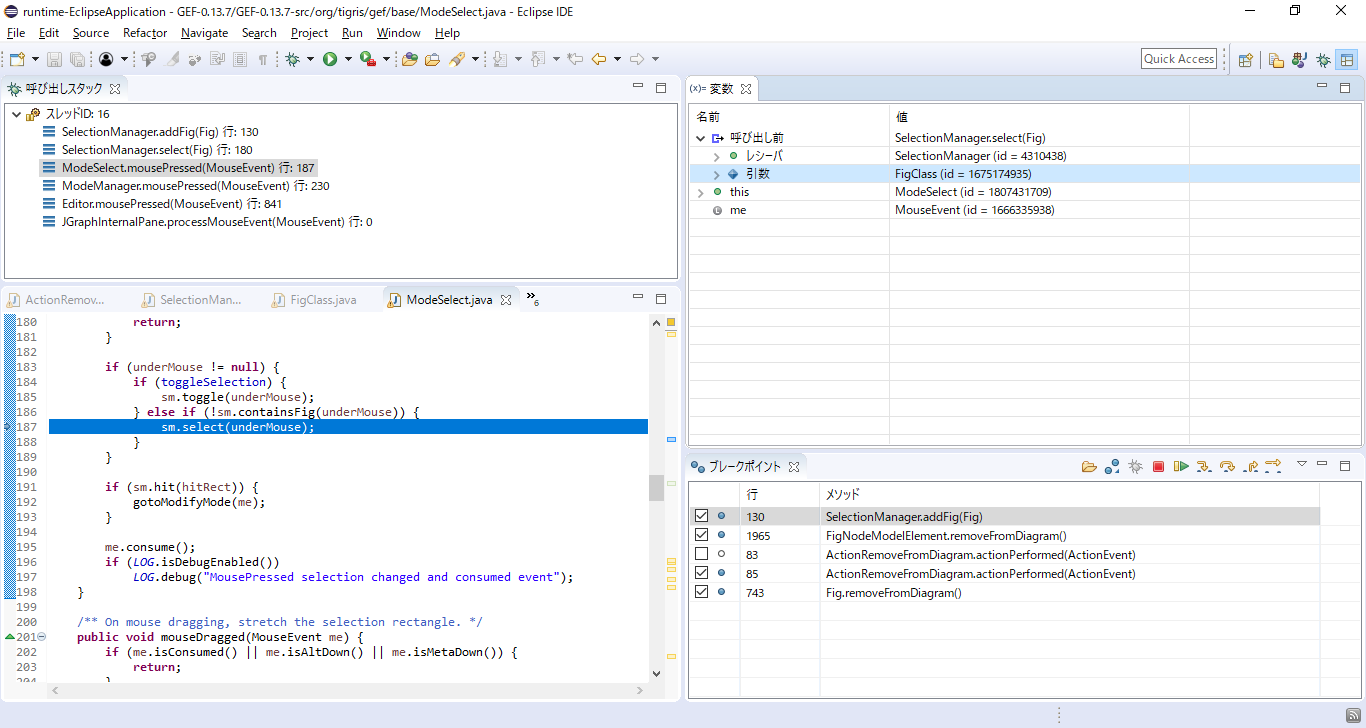 runtime-EclipseApplication - GEF-0.13.7/GEF-0.13.7-src/org/tigris/gef/base/ModeSelect.java - Eclipse IDE
File Edit Source Refactor Navigate Search Project Run Window Help
Quick Access
呼び出しスタック
スレッドID: 16
SelectionManager.addFig(Fig) 行: 130
SelectionManager.select(Fig) 行: 180
ModeSelect.mousePressed(MouseEvent) 行: 187
ModeManager.mousePressed(MouseEvent) 行: 230
Editor.mousePressed(MouseEvent) 行: 841
JGraphInternalPane.processMouseEvent(MouseEvent) 行: 0
(x)= 変数
名前 値
呼び出し前 SelectionManager.select(Fig)
レシーバ SelectionManager (id = 4310438)
引数 FigClass (id = 1675174935)
this ModeSelect (id = 1807431709)
me MouseEvent (id = 1666335938)
ActionRemov... SelectionMan... FigClass.java ModeSelect.java »6
180 return;
181 }
182
183 if (underMouse != null) {
184 if (toggleSelection) {
185 sm.toggle(underMouse);
186 } else if (!sm.containsFig(underMouse)) {
187 sm.select(underMouse);
188 }
189 }
190
191 if (sm.hit(hitRect)) {
192 gotoModifyMode(me);
193 }
194
195 me.consume();
196 if (LOG.isDebugEnabled())
197 LOG.debug("MousePressed selection changed and consumed event");
198 }
199
200 /** On mouse dragging, stretch the selection rectangle. */
201 public void mouseDragged(MouseEvent me) {
202 if (me.isConsumed() || me.isAltDown() || me.isMetaDown()) {
203 return;
204 }
ブレークポイント
行 メソッド
130 SelectionManager.addFig(Fig)
1965 FigNodeModelElement.removeFromDiagram()
83 ActionRemoveFromDiagram.actionPerformed(ActionEvent)
85 ActionRemoveFromDiagram.actionPerformed(ActionEvent)
743 Fig.removeFromDiagram()